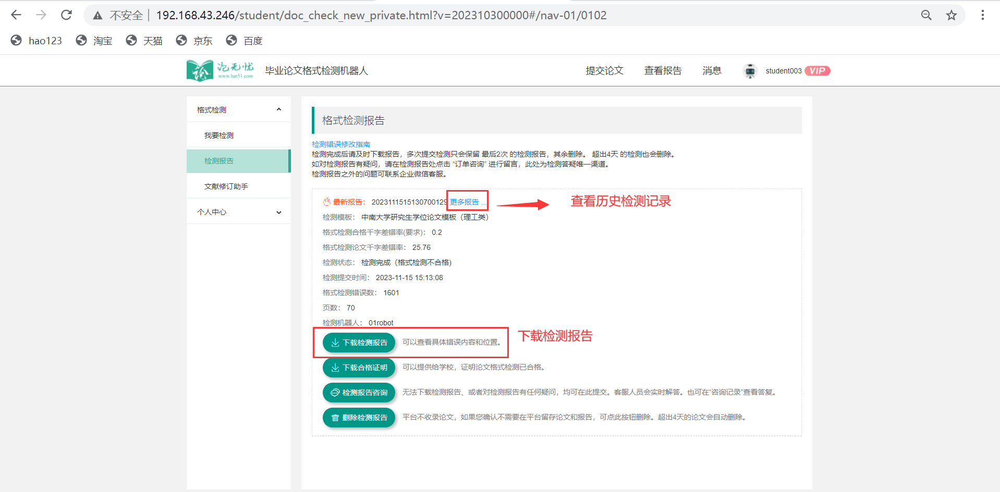 不安全 192.168.43.246/student/doc_check_new_private.html?v=202310300000#/nav-01/0102
hao123 淘宝 天猫 京东 百度
论 论无忧 www.lun51.com 毕业论文格式检测机器人 提交论文 查看报告 消息 student003 VIP
格式检测
我要检测
检测报告
文献修订助手
个人中心
格式检测报告
检测错误修改指南
检测完成后请及时下载报告，多次提交检测只会保留 最后2次 的检测报告，其余删除。 超出4天 的检测也会删除。
如对检测报告有疑问，请在检测报告处点击 “订单咨询” 进行留言，此处为检测答疑唯一渠道。
检测报告之外的问题可联系企业微信客服。
最新报告： 2023111515130700129 更多报告 ... 查看历史检测记录
检测模板： 中南大学研究生学位论文模板（理工类）
格式检测合格千字差错率(要求)： 0.2
格式检测论文千字差错率： 25.76
检测状态： 检测完成（格式检测不合格)
检测提交时间： 2023-11-15 15:13:08
格式检测错误数： 1601
页数： 70
检测机器人： 01robot
下载检测报告 可以查看具体错误内容和位置。 下载检测报告
下载合格证明 可以提供给学校，证明论文格式检测已合格。
检测报告咨询 无法下载检测报告、或者对检测报告有任何疑问，均可在此提交。客服人员会实时解答。也可在“咨询记录”查看答复。
删除检测报告 平台不收录论文，如果您确认不需要在平台留存论文和报告，可点此按钮删除。超出4天的论文会自动删除。